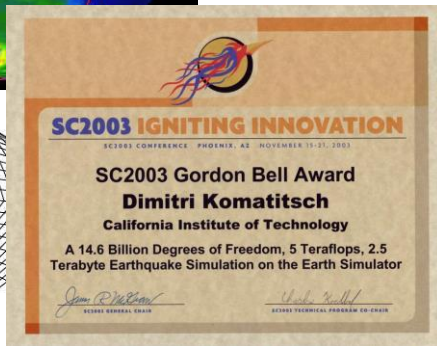 SC2003 IGNITING INNOVATION
SC2003 CONFERENCE PHOENIX, AZ NOVEMBER 15-21, 2003
SC2003 Gordon Bell Award
Dimitri Komatitsch
California Institute of Technology
A 14.6 Billion Degrees of Freedom, 5 Teraflops, 2.5
Terabyte Earthquake Simulation on the Earth Simulator
SC2003 GENERAL CHAIR
SC2003 TECHNICAL PROGRAM CO-CHAIR